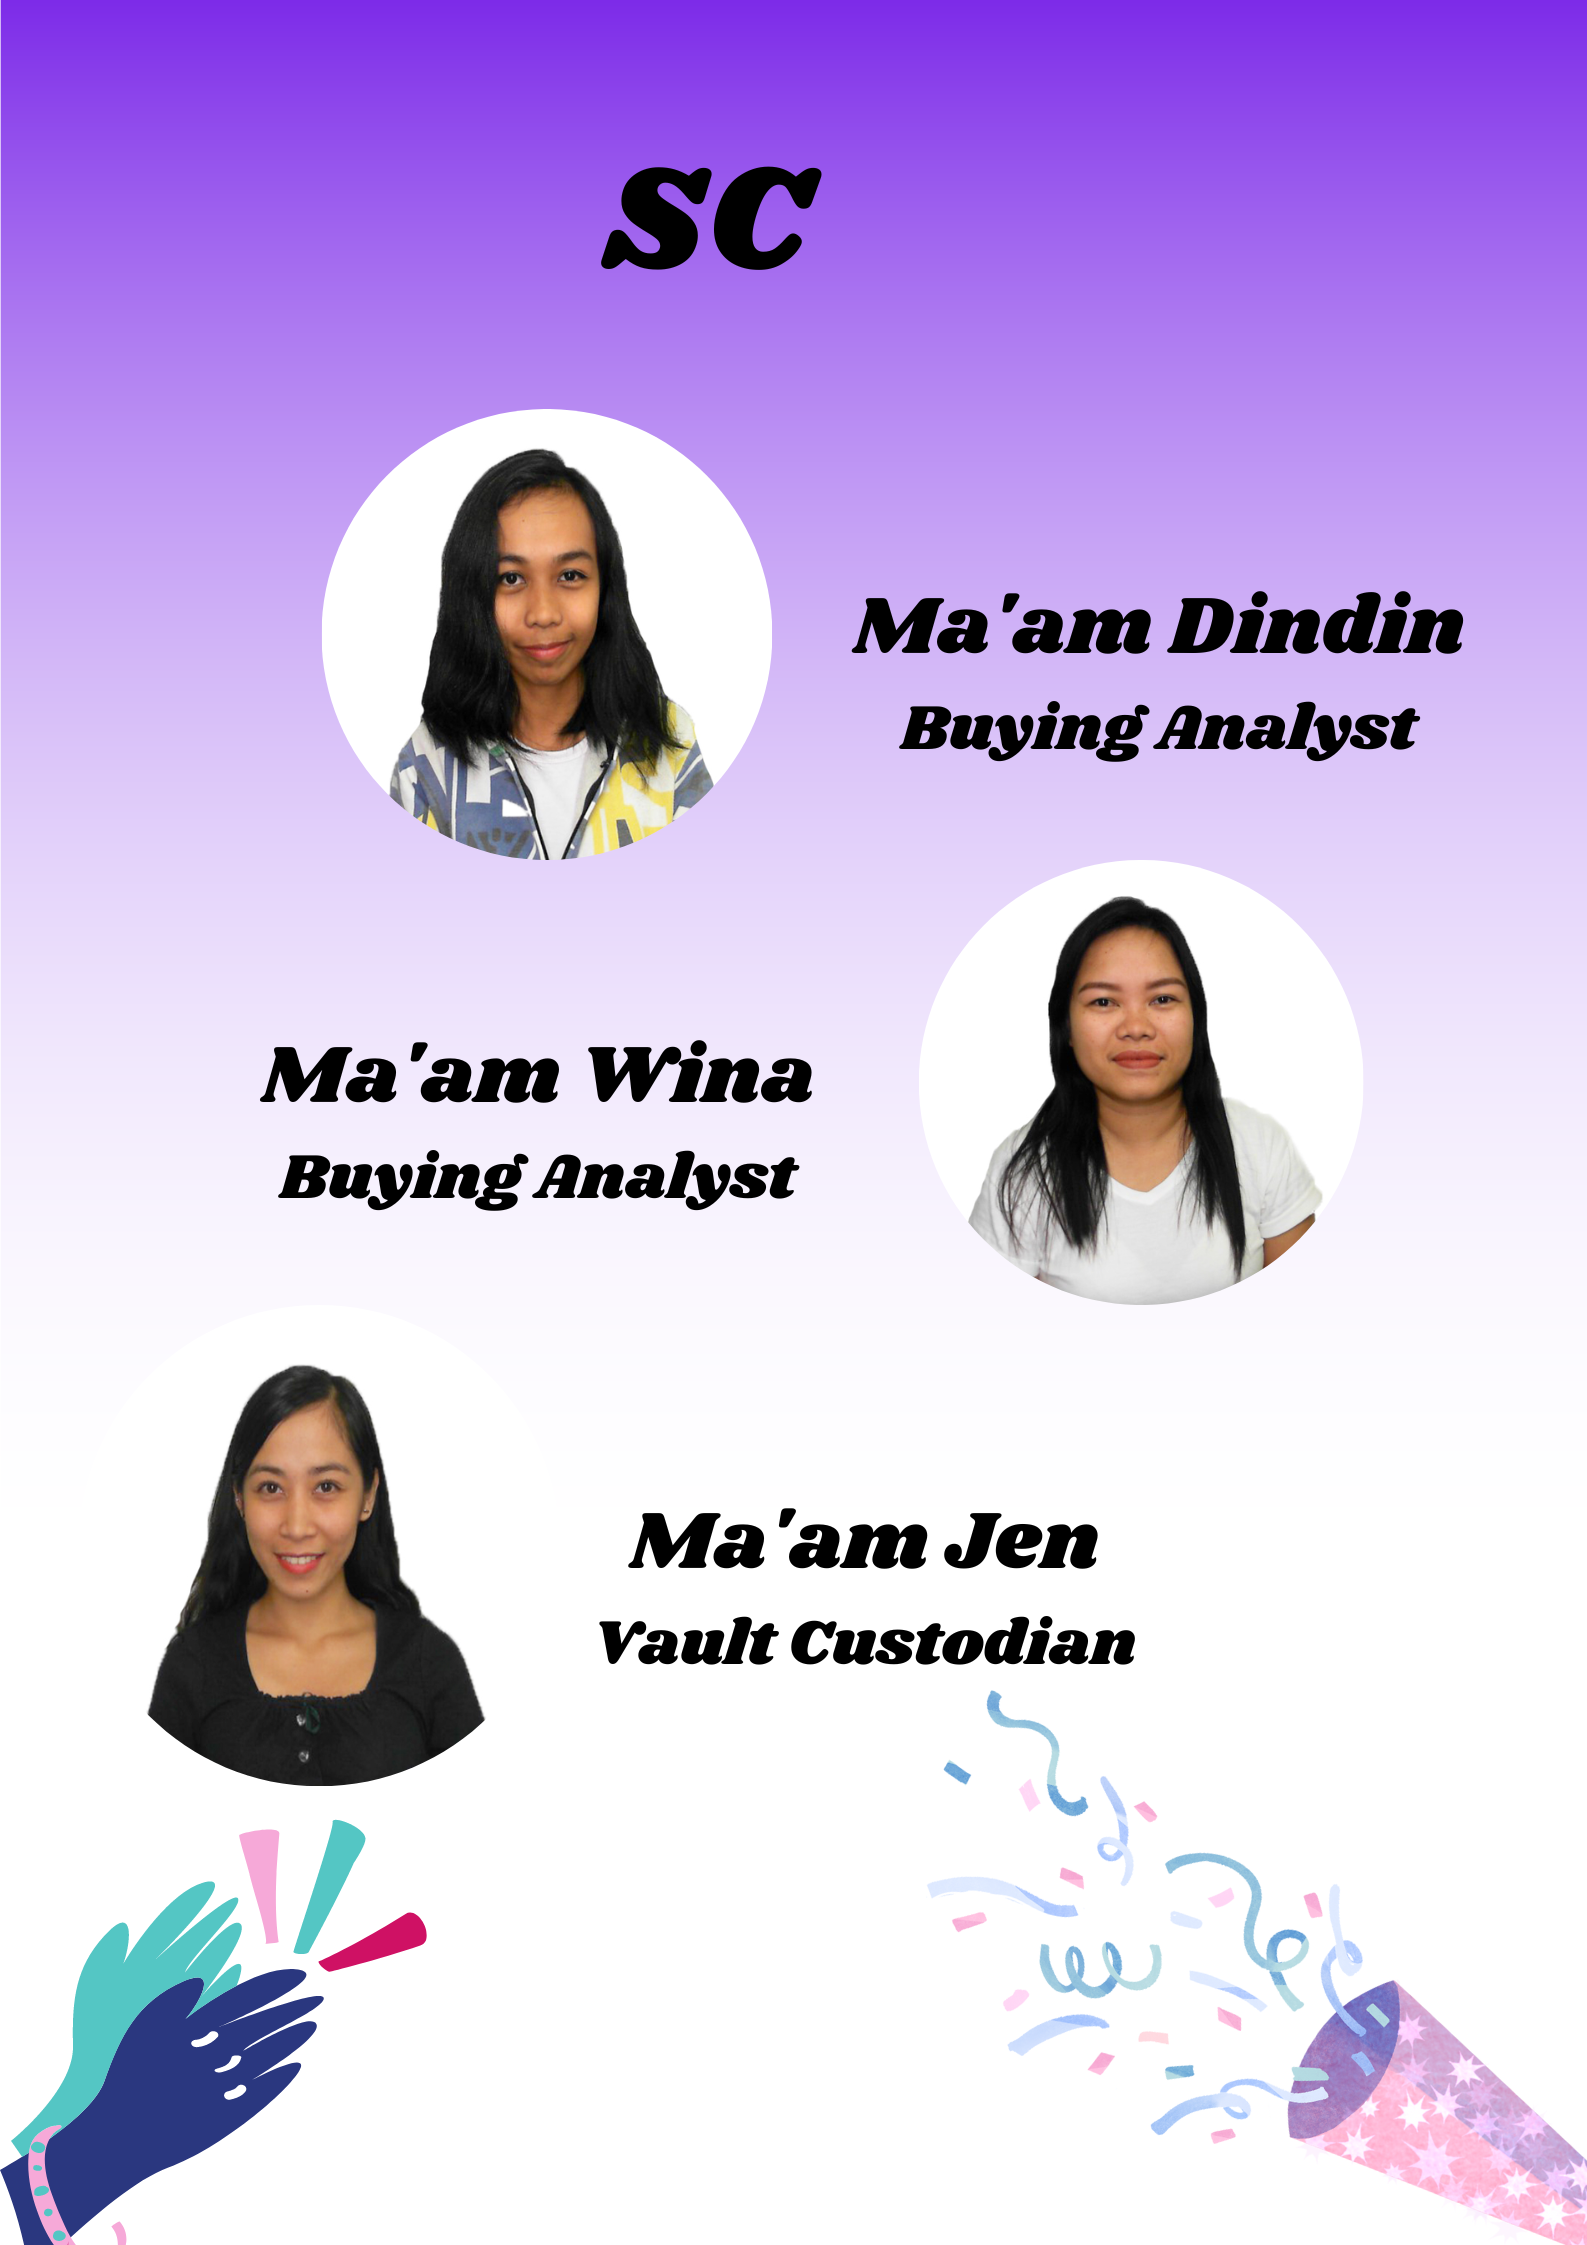 SC
Ma'am Dindin
Buying Analyst
Ma'am Wina
Buying Analyst
Ma'am Jen
Vault Custodian